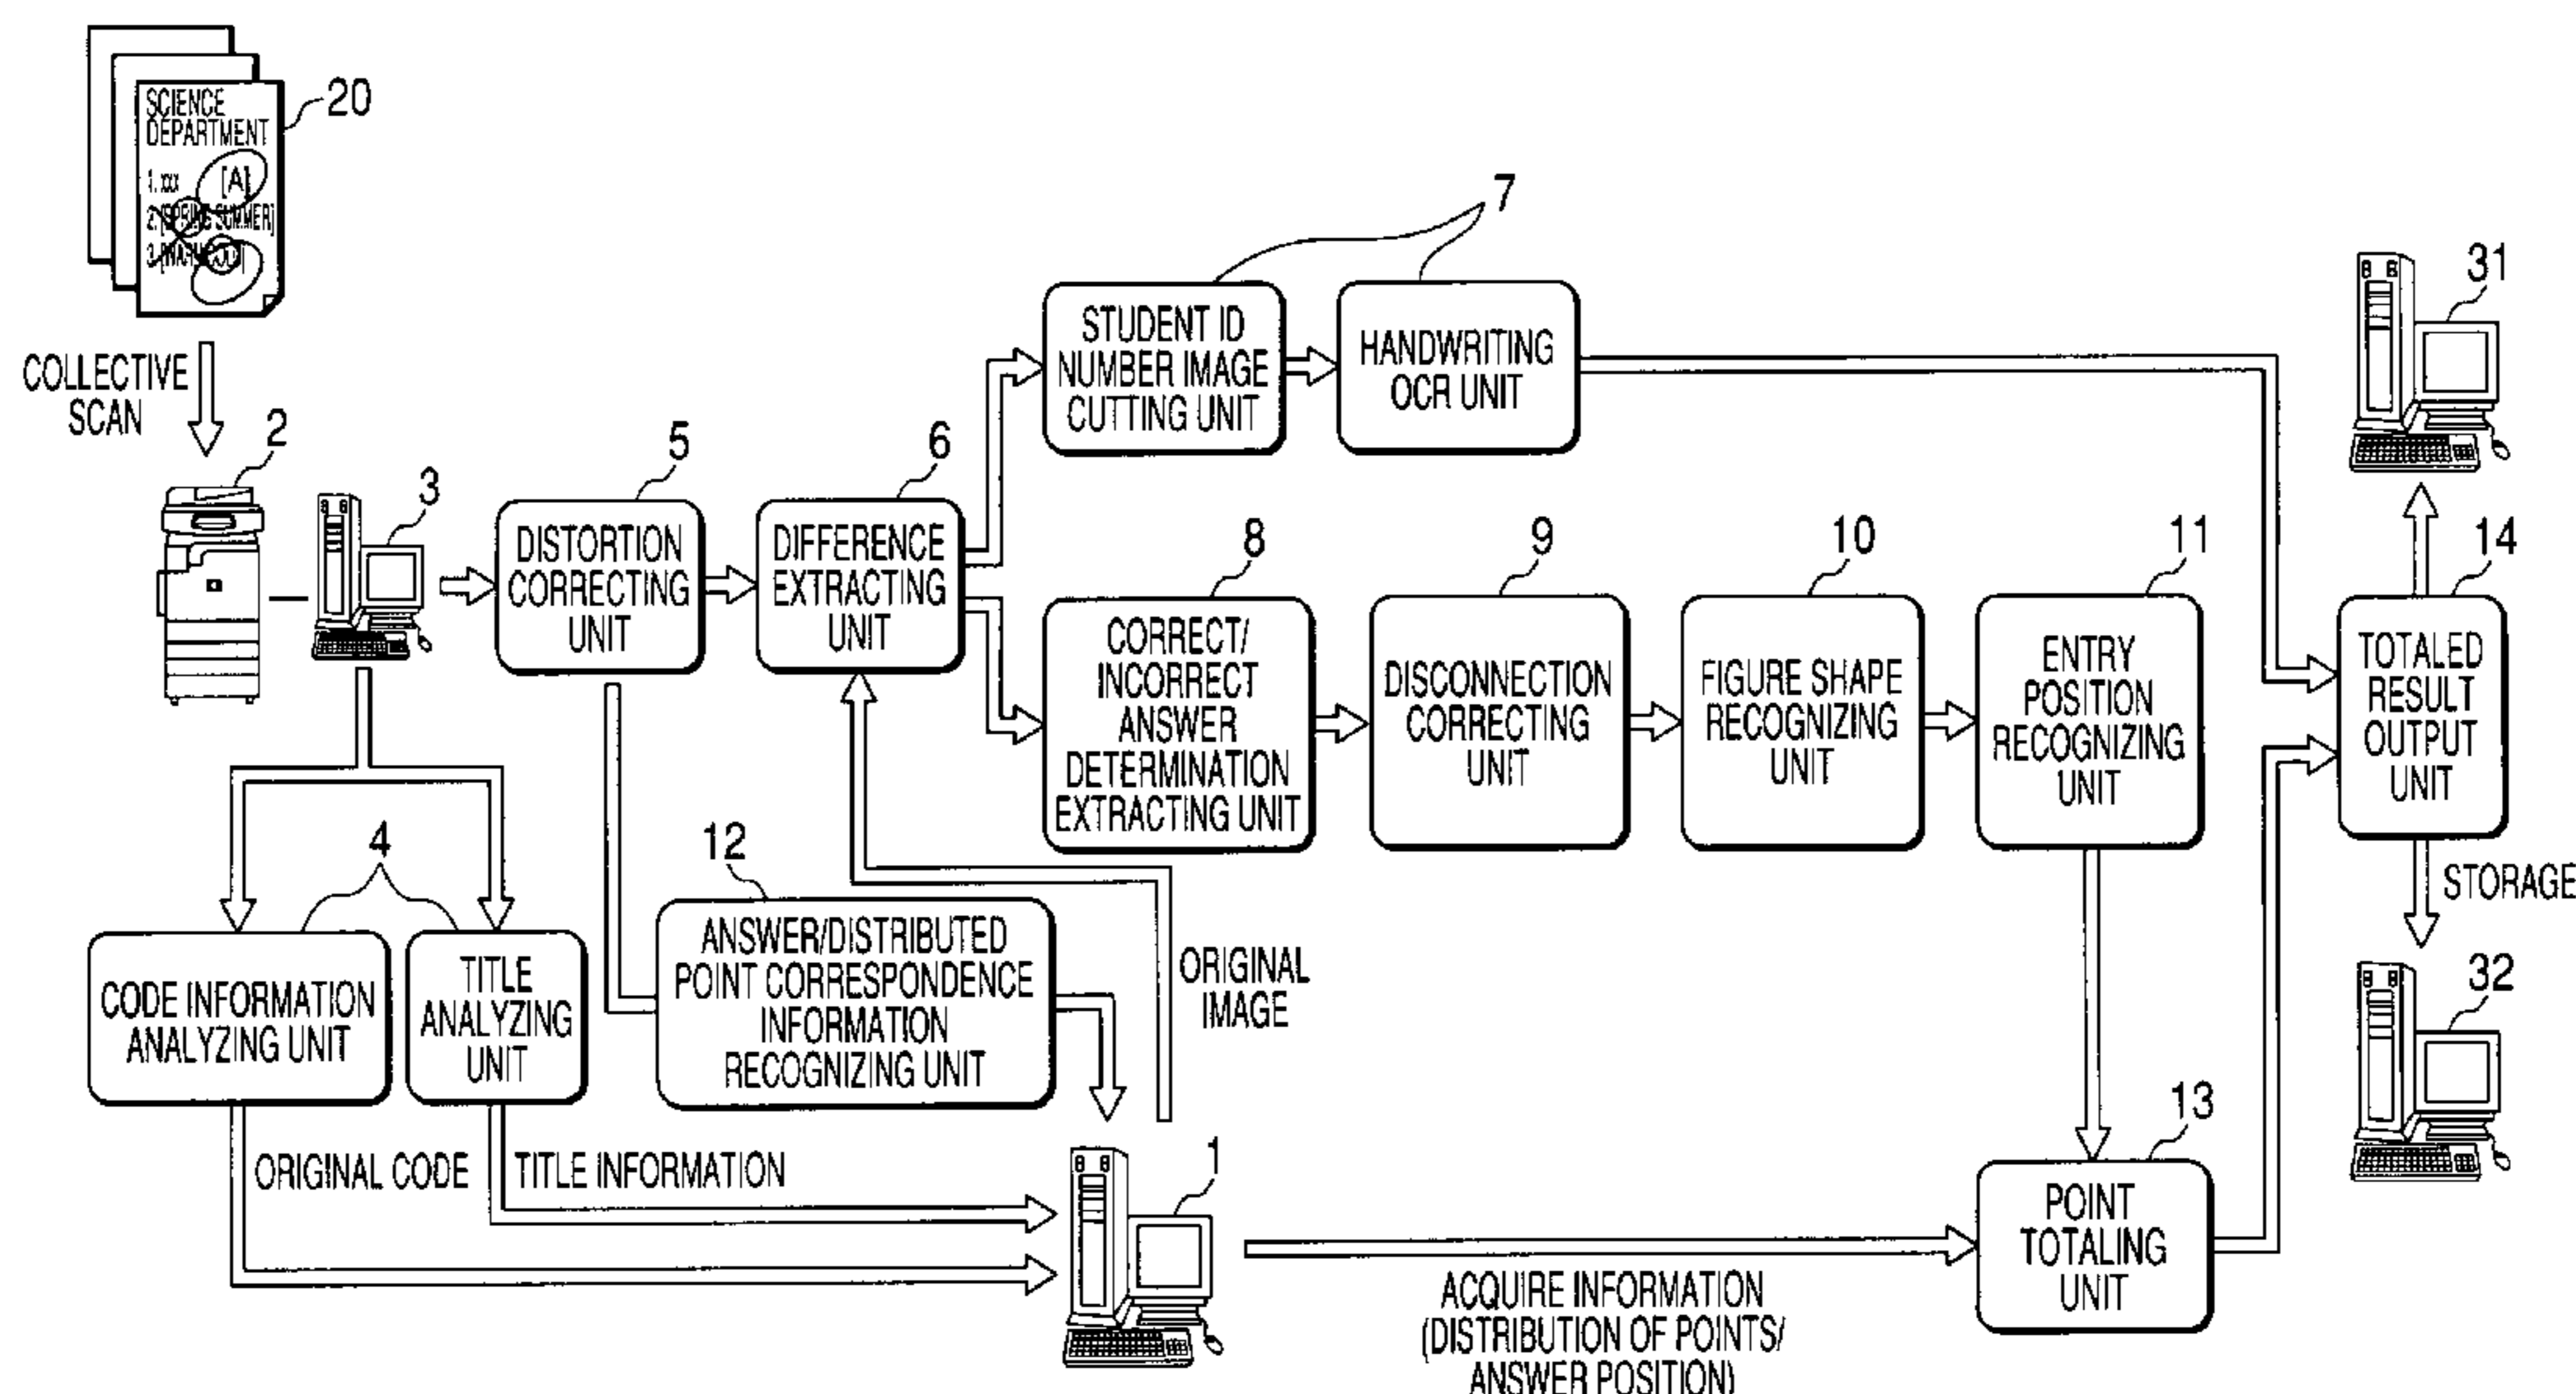 SCIENCE
DEPARTMENT
1. xxx [A]
2. [SPRING SUMMER]
3.
20
COLLECTIVE
SCAN
2
3
5
DISTORTION
CORRECTING
UNIT
6
DIFFERENCE
EXTRACTING
UNIT
7
STUDENT ID
NUMBER IMAGE
CUTTING UNIT
HANDWRITING
OCR UNIT
8
CORRECT/
INCORRECT
ANSWER
DETERMINATION
EXTRACTING UNIT
9
DISCONNECTION
CORRECTING
UNIT
10
FIGURE SHAPE
RECOGNIZING
UNIT
11
ENTRY
POSITION
RECOGNIZING
UNIT
31
14
TOTALED
RESULT
OUTPUT
UNIT
STORAGE
32
4
CODE INFORMATION
ANALYZING UNIT
TITLE
ANALYZING
UNIT
12
ANSWER/DISTRIBUTED
POINT CORRESPONDENCE
INFORMATION
RECOGNIZING UNIT
ORIGINAL
IMAGE
ORIGINAL CODE
TITLE INFORMATION
1
ACQUIRE INFORMATION
(DISTRIBUTION OF POINTS/
ANSWER POSITION)
13
POINT
TOTALING
UNIT